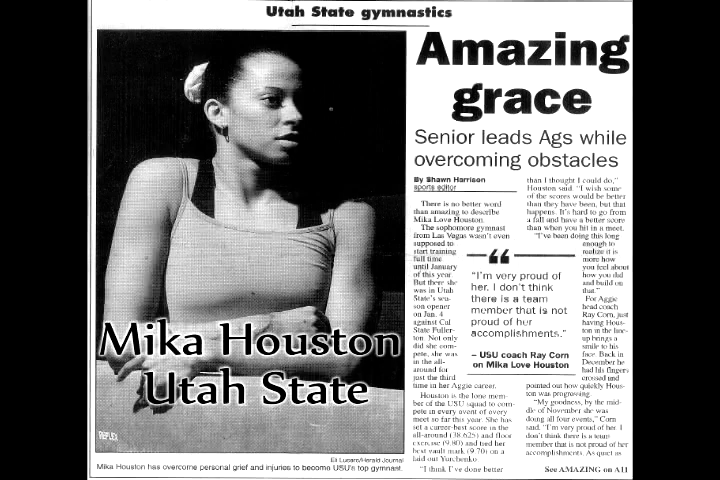 Utah State gymnastics
Amazing
grace
Senior leads Ags while
overcoming obstacles
By Shawn Harrison
sports editor
There is no better word
than amazing to describe
Mika Love Houston.
The sophomore gymnast
from Las Vegas wasn't even
supposed to
start training
full time
until January
of this year.
But there she
was in Utah
State's sea-
son opener
on Jan. 4
against Cal
State Fuller-
ton. Not only
did she com-
pete, she was
in the all-
around for
just the third
time in her Aggie career.
Houston is the lone mem-
ber of the USU squad to com-
pete in every event of every
meet so far this year. She has
set a career-best score in the
all-around (38.625) and floor
exercise (9.80) and tied her
best vault mark (9.70) on a
laid out Yurchenko.
"I think I've done better
than I thought I could do,"
Houston said. "I wish some
of the scores would be better
than they have been, but that
happens. It's hard to go from
a fall and have a better score
than when you hit in a meet.
"I've been doing this long
enough to
realize it is
more how
you feel about
how you did
and build on
that."
For Aggie
head coach
Ray Corn, just
having Hous-
ton in the line-
up brings a
smile to his
face. Back in
December he
had his fingers
crossed and
pointed out how quickly Hous-
ton was progressing.
"My goodness, by the mid-
dle of November she was
doing all four events," Corn
said. "I'm very proud of her. I
don't think there is a team
member that is not proud of her
accomplishments. As quiet as
See AMAZING on A11
“
"I'm very proud of
her. I don't think
there is a team
member that is not
proud of her
accomplishments."
– USU coach Ray Corn
on Mika Love Houston
Mika Houston
Utah State
Eli Lucero/Herald Journal
Mika Houston has overcome personal grief and injuries to become USU's top gymnast.